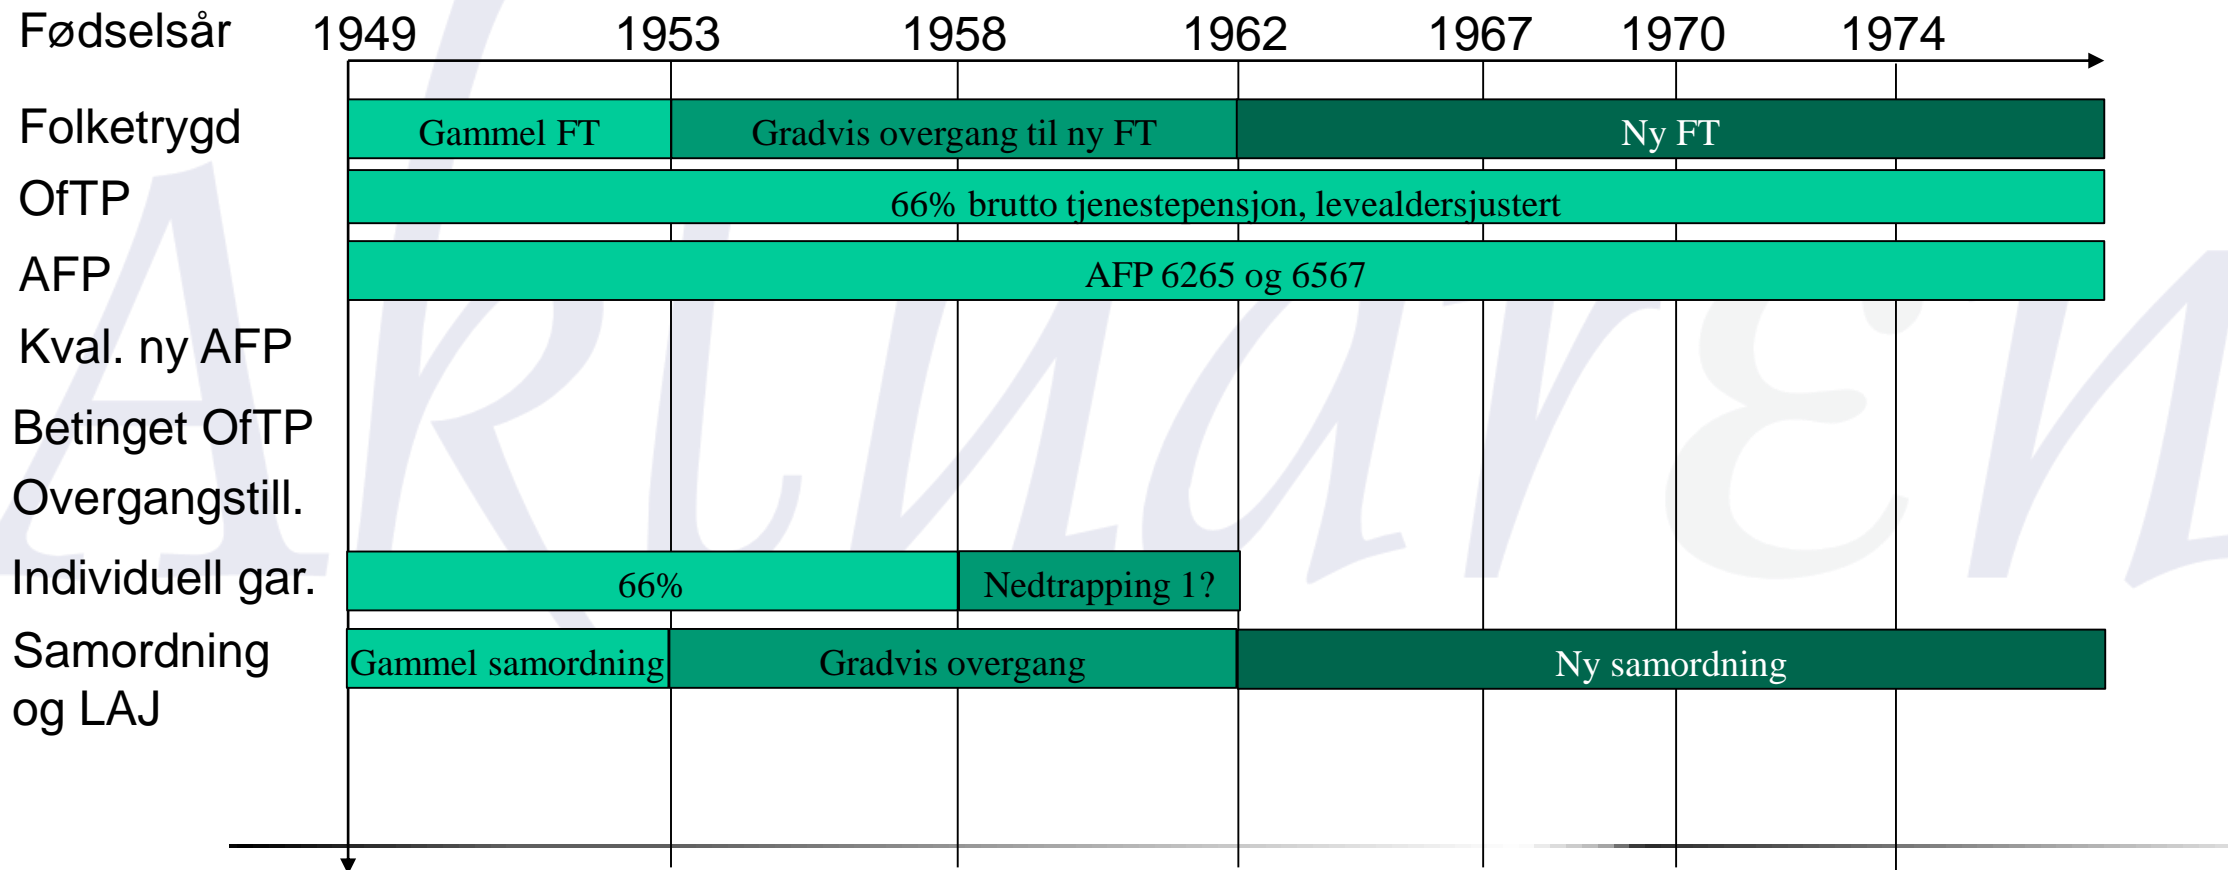 Fødselsår 1949 1953 1958 1962 1967 1970 1974
Folketrygd Gammel FT Gradvis overgang til ny FT Ny FT
OfTP 66% brutto tjenestepensjon, levealdersjustert
AFP AFP 6265 og 6567
Kval. ny AFP
Betinget OfTP
Overgangstill.
Individuell gar. 66% Nedtrapping 1?
Samordning Gammel samordning Gradvis overgang Ny samordning
og LAJ
Aktuaren